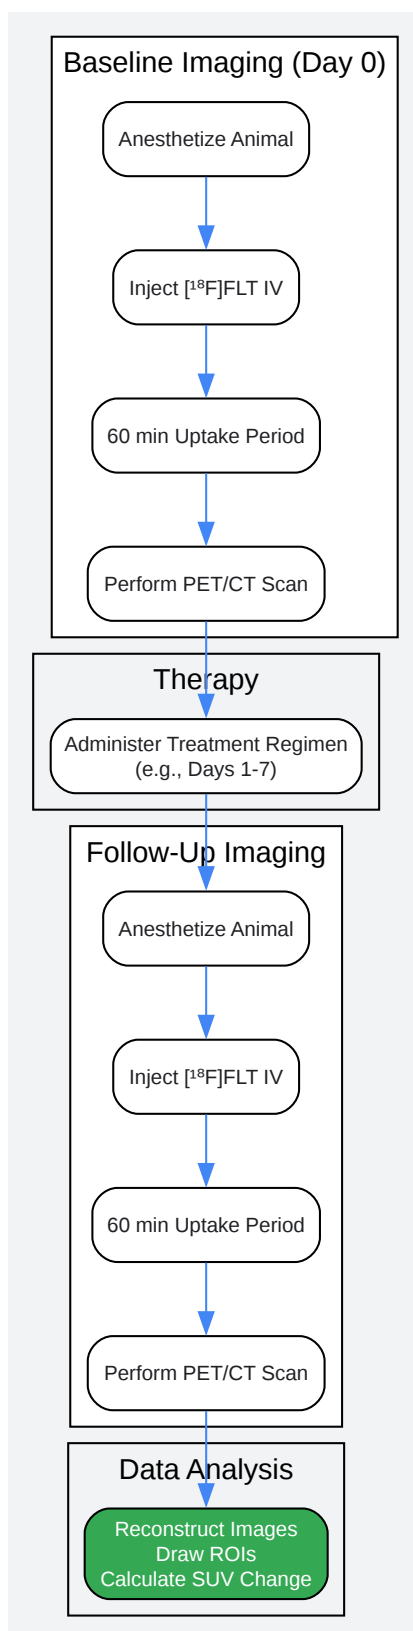 Baseline Imaging (Day 0)
Anesthetize Animal
Inject [¹⁸F]FLT IV
60 min Uptake Period
Perform PET/CT Scan
Therapy
Administer Treatment Regimen
(e.g., Days 1-7)
Follow-Up Imaging
Anesthetize Animal
Inject [¹⁸F]FLT IV
60 min Uptake Period
Perform PET/CT Scan
Data Analysis
Reconstruct Images
Draw ROIs
Calculate SUV Change